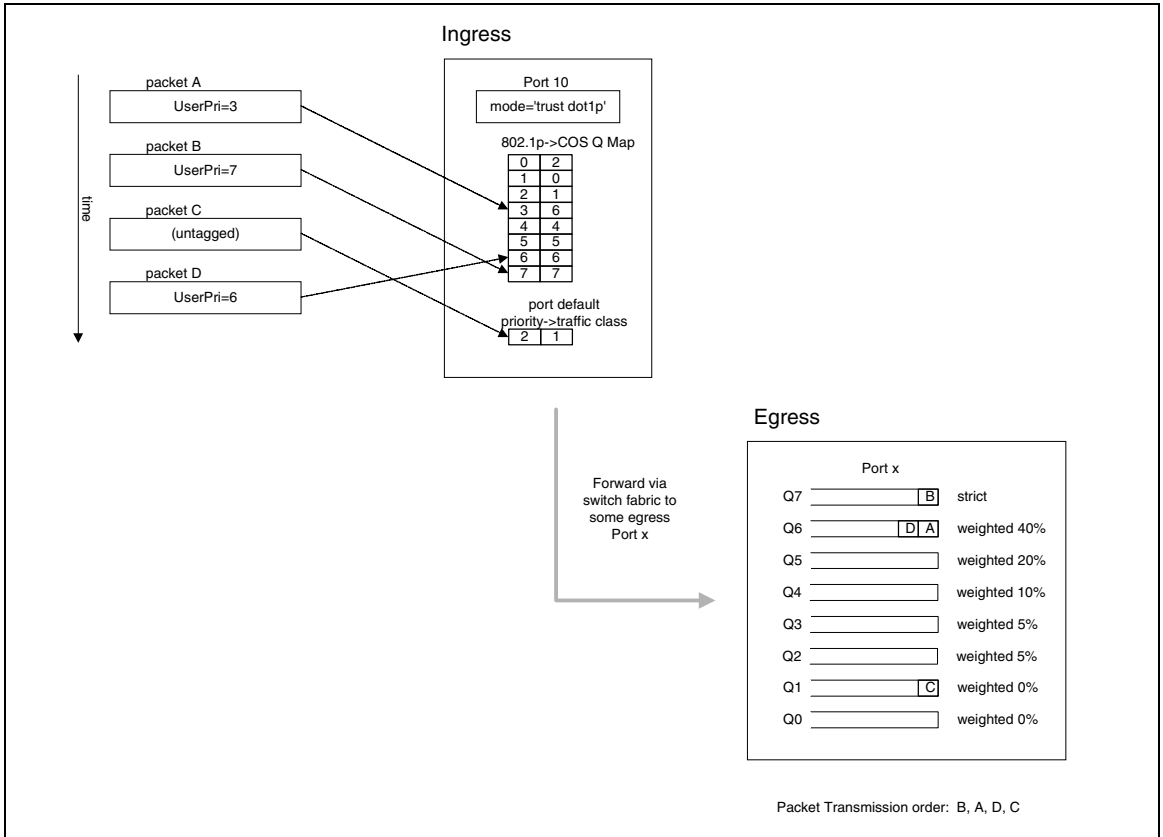 Ingress
packet A
UserPri=3
packet B
UserPri=7
packet C
(untagged)
packet D
UserPri=6
time
Port 10
mode='trust dot1p'
802.1p->COS Q Map
0 2
1 0
2 1
3 6
4 4
5 5
6 6
7 7
port default
priority->traffic class
2 1
Forward via
switch fabric to
some egress
Port x
Egress
Port x
Q7 B strict
Q6 D A weighted 40%
Q5 weighted 20%
Q4 weighted 10%
Q3 weighted 5%
Q2 weighted 5%
Q1 C weighted 0%
Q0 weighted 0%
Packet Transmission order: B, A, D, C